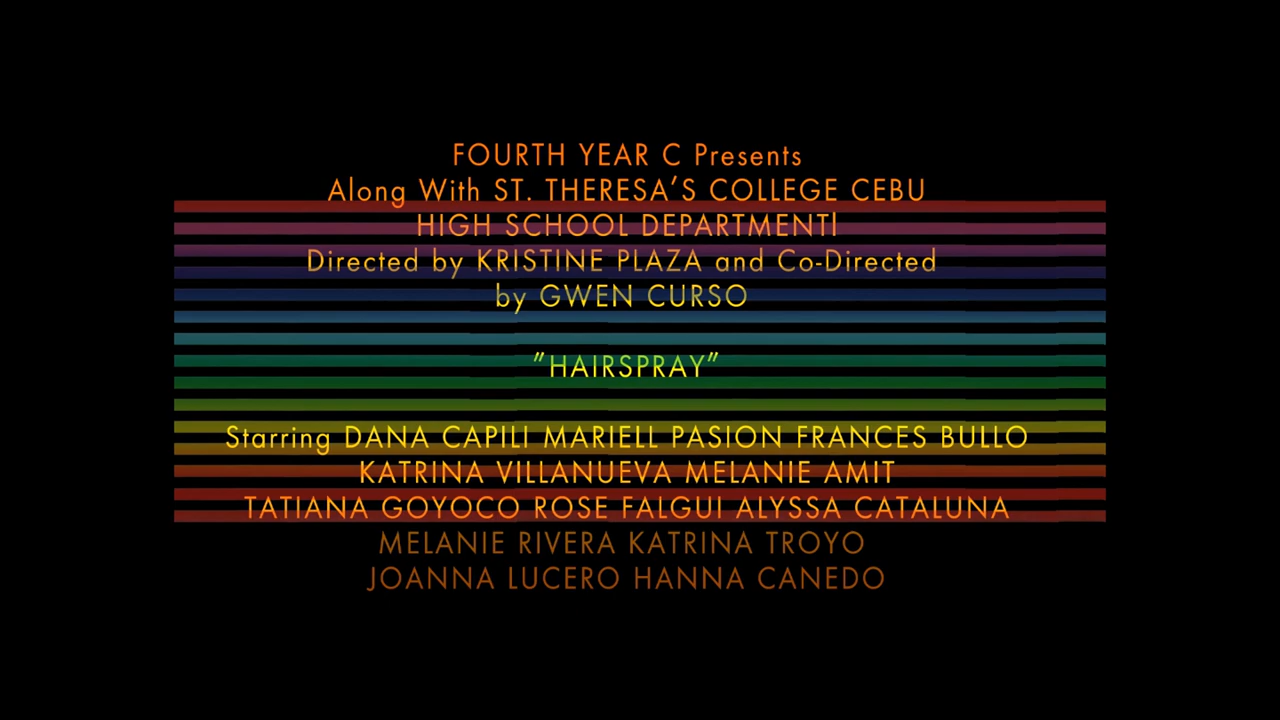 FOURTH YEAR C Presents
Along With ST. THERESA'S COLLEGE CEBU
HIGH SCHOOL DEPARTMENTl
Directed by KRISTINE PLAZA and Co-Directed
by GWEN CURSO
"HAIRSPRAY"
Starring DANA CAPILI MARIELL PASION FRANCES BULLO
KATRINA VILLANUEVA MELANIE AMIT
TATIANA GOYOCO ROSE FALGUI ALYSSA CATALUNA
MELANIE RIVERA KATRINA TROYO
JOANNA LUCERO HANNA CANEDO